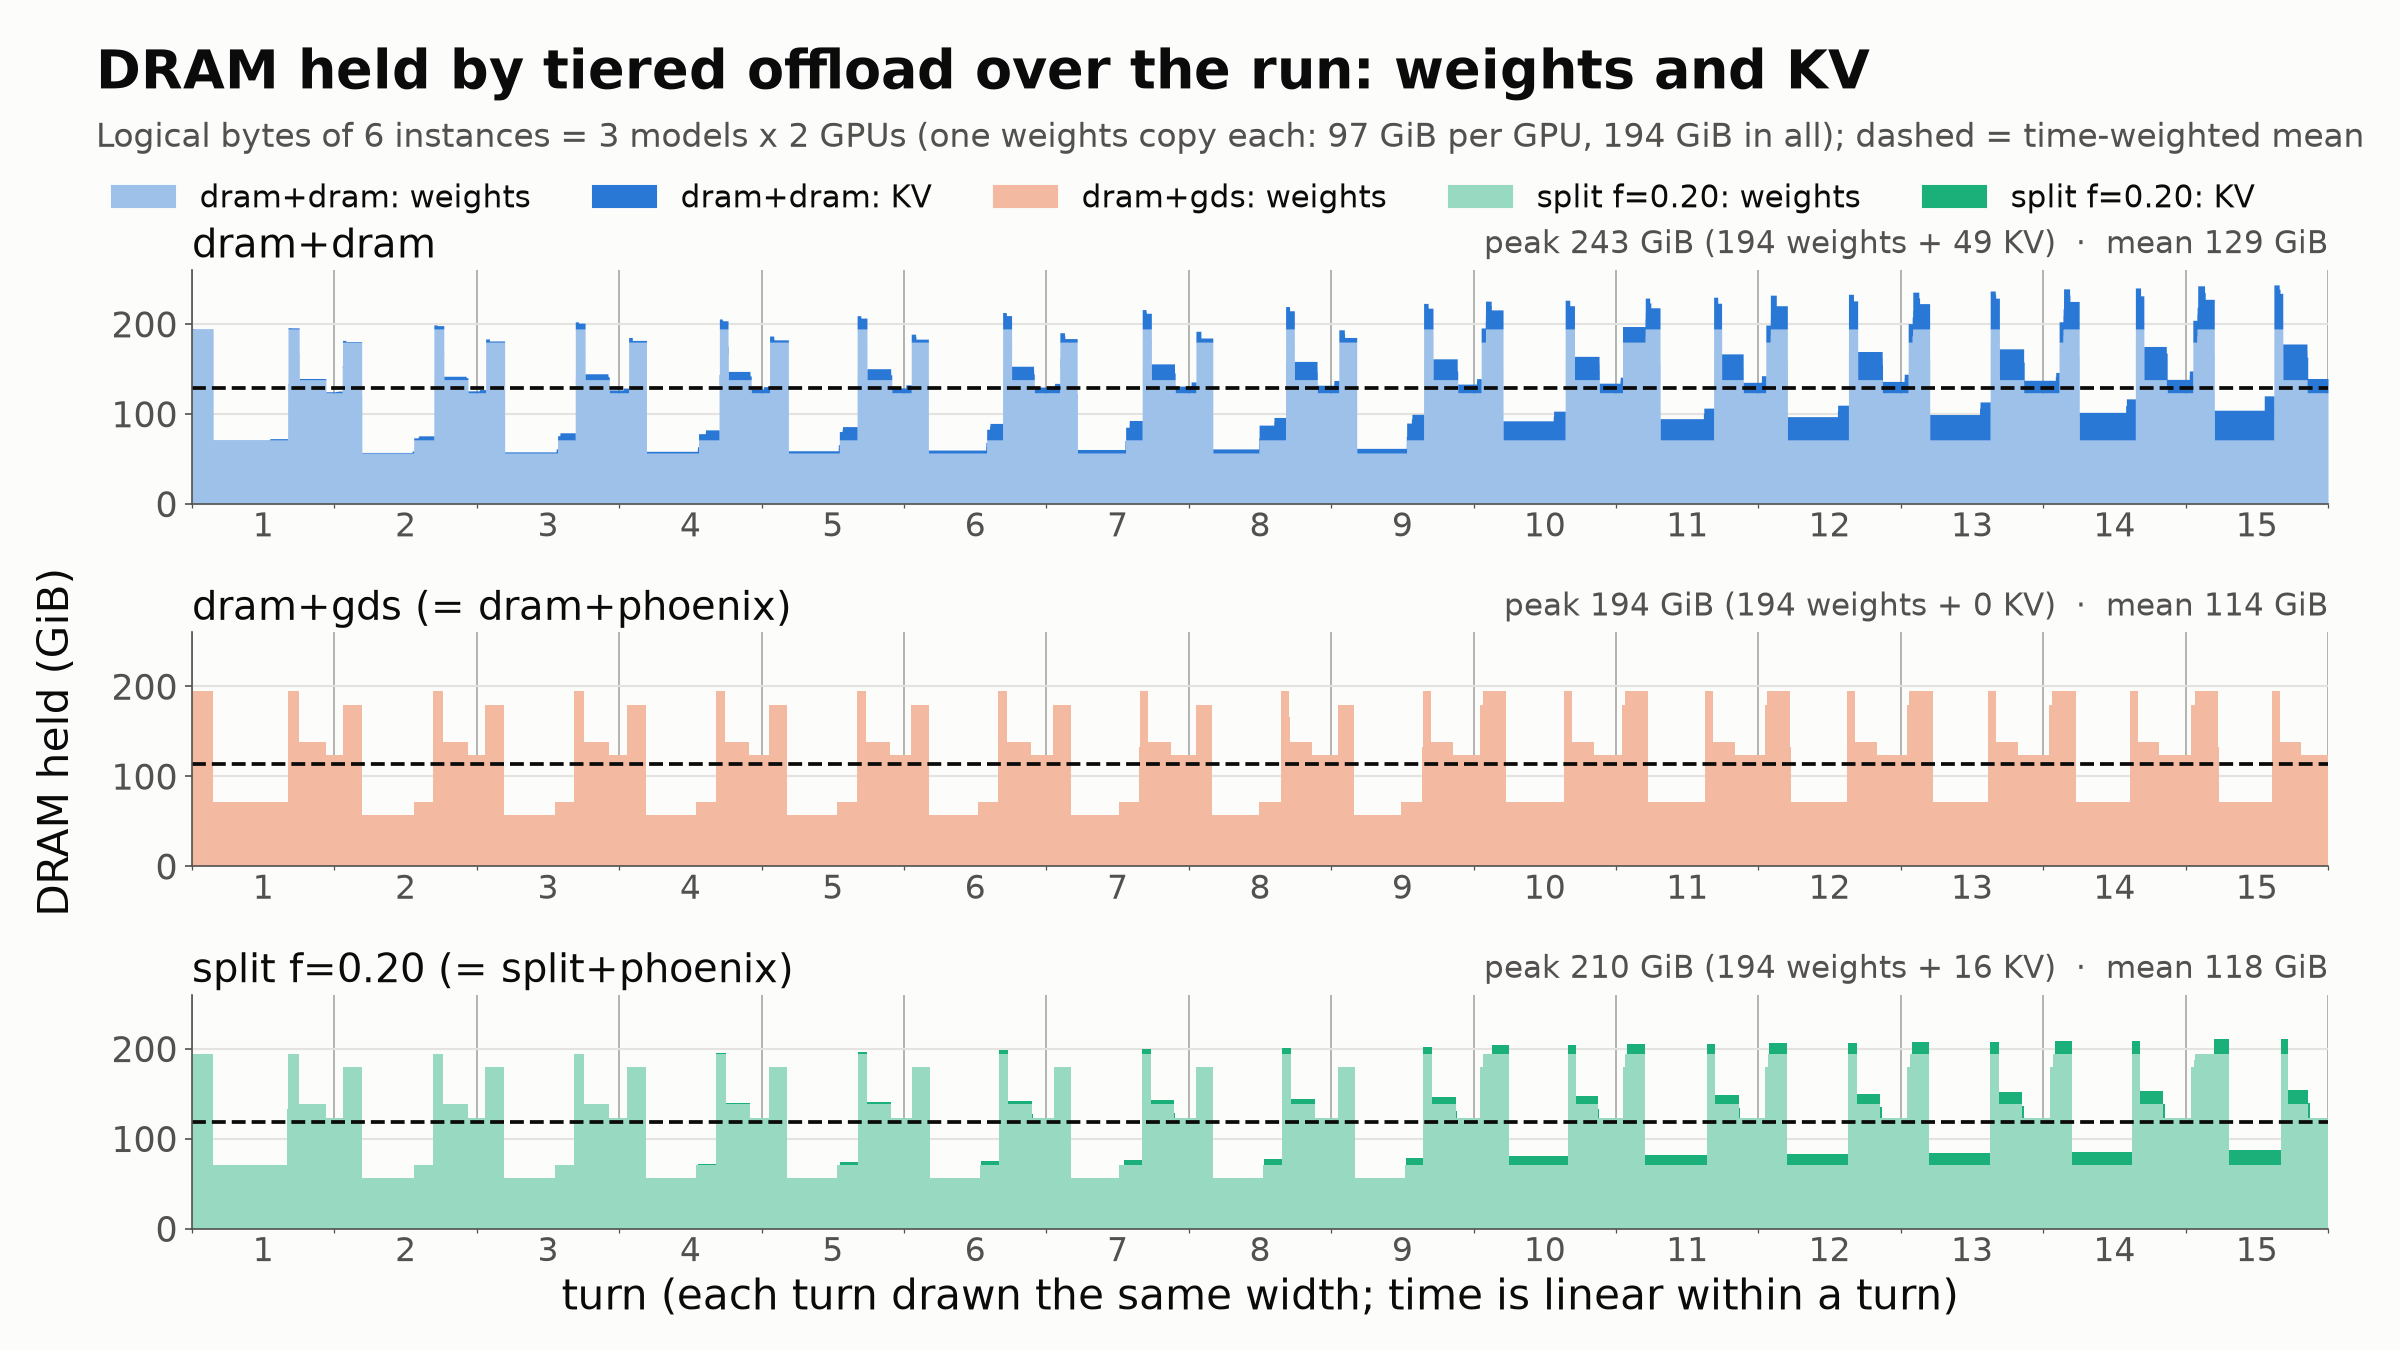 DRAM held by tiered offload over the run: weights and KV
Logical bytes of 6 instances = 3 models x 2 GPUs (one weights copy each: 97 GiB per GPU, 194 GiB in all); dashed = time-weighted mean
dram+dram: weights dram+dram: KV dram+gds: weights split f=0.20: weights split f=0.20: KV
dram+dram peak 243 GiB (194 weights + 49 KV) · mean 129 GiB
200
100
0
1 2 3 4 5 6 7 8 9 10 11 12 13 14 15
DRAM held (GiB)
dram+gds (= dram+phoenix) peak 194 GiB (194 weights + 0 KV) · mean 114 GiB
200
100
0
1 2 3 4 5 6 7 8 9 10 11 12 13 14 15
split f=0.20 (= split+phoenix) peak 210 GiB (194 weights + 16 KV) · mean 118 GiB
200
100
0
1 2 3 4 5 6 7 8 9 10 11 12 13 14 15
turn (each turn drawn the same width; time is linear within a turn)